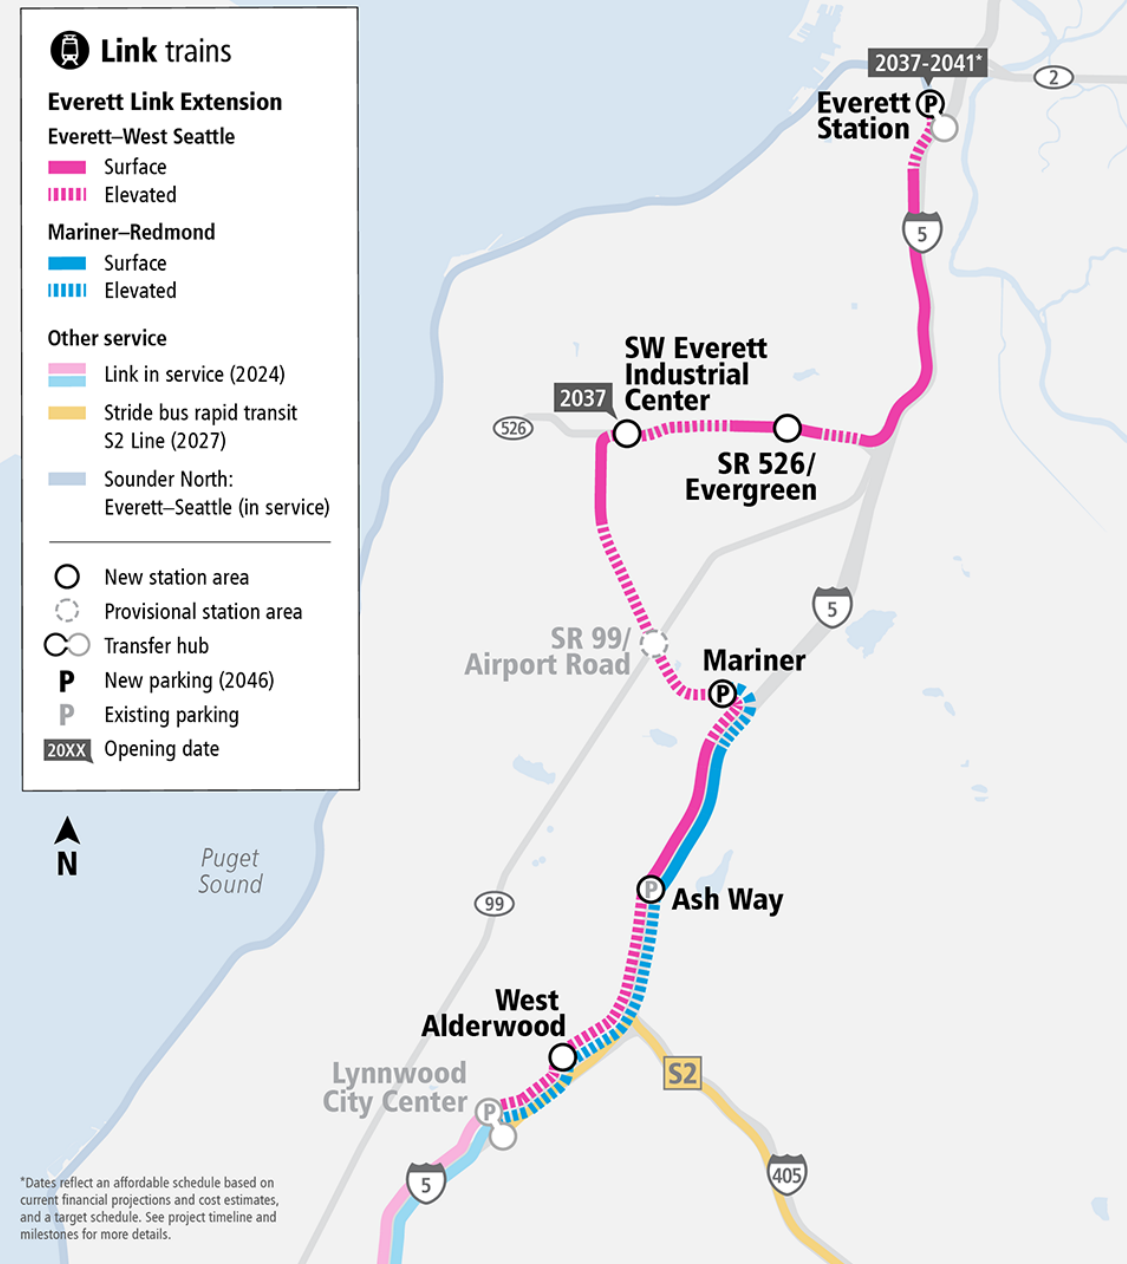 Link trains
Everett Link Extension
Everett–West Seattle
Surface
Elevated
Mariner–Redmond
Surface
Elevated
Other service
Link in service (2024)
Stride bus rapid transit
S2 Line (2027)
Sounder North:
Everett–Seattle (in service)
New station area
Provisional station area
Transfer hub
P New parking (2046)
P Existing parking
20XX Opening date
N
Puget
Sound
2037-2041*
2
Everett
Station
P
5
SW Everett
Industrial
Center
2037
526
SR 526/
Evergreen
5
SR 99/
Airport Road
Mariner
P
P
Ash Way
99
West
Alderwood
Lynnwood
City Center
P
S2
5
405
*Dates reflect an affordable schedule based on
current financial projections and cost estimates,
and a target schedule. See project timeline and
milestones for more details.